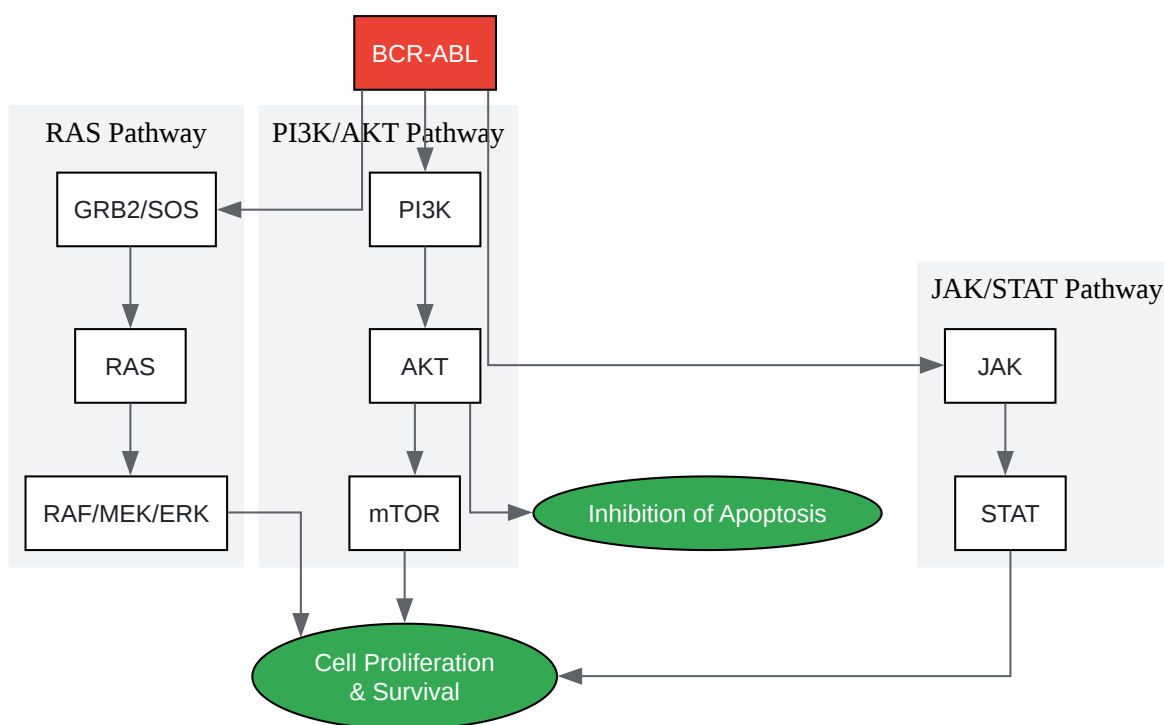 BCR-ABL
RAS Pathway
PI3K/AKT Pathway
GRB2/SOS
PI3K
JAK/STAT Pathway
RAS
AKT
JAK
RAF/MEK/ERK
mTOR
Inhibition of Apoptosis
STAT
Cell Proliferation
& Survival